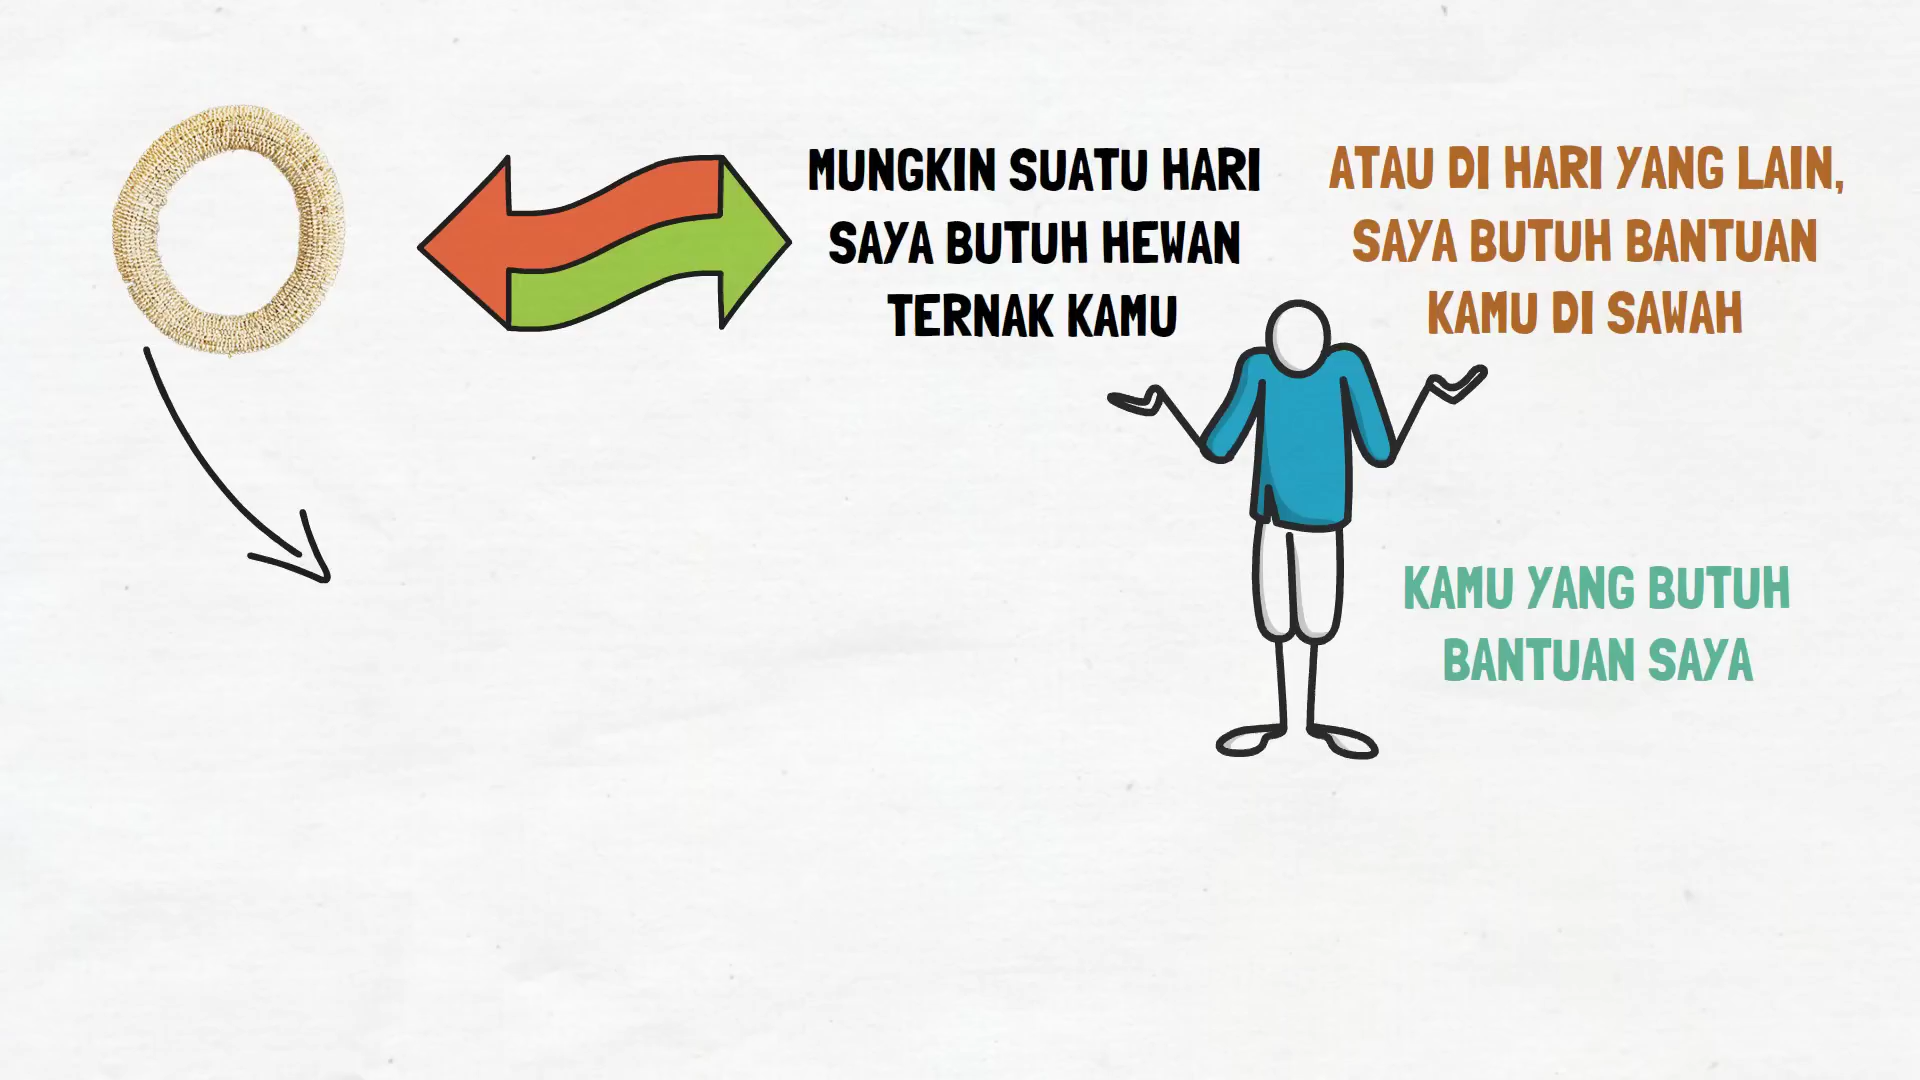 MUNGKIN SUATU HARI
SAYA BUTUH HEWAN
TERNAK KAMU
ATAU DI HARI YANG LAIN,
SAYA BUTUH BANTUAN
KAMU DI SAWAH
KAMU YANG BUTUH
BANTUAN SAYA